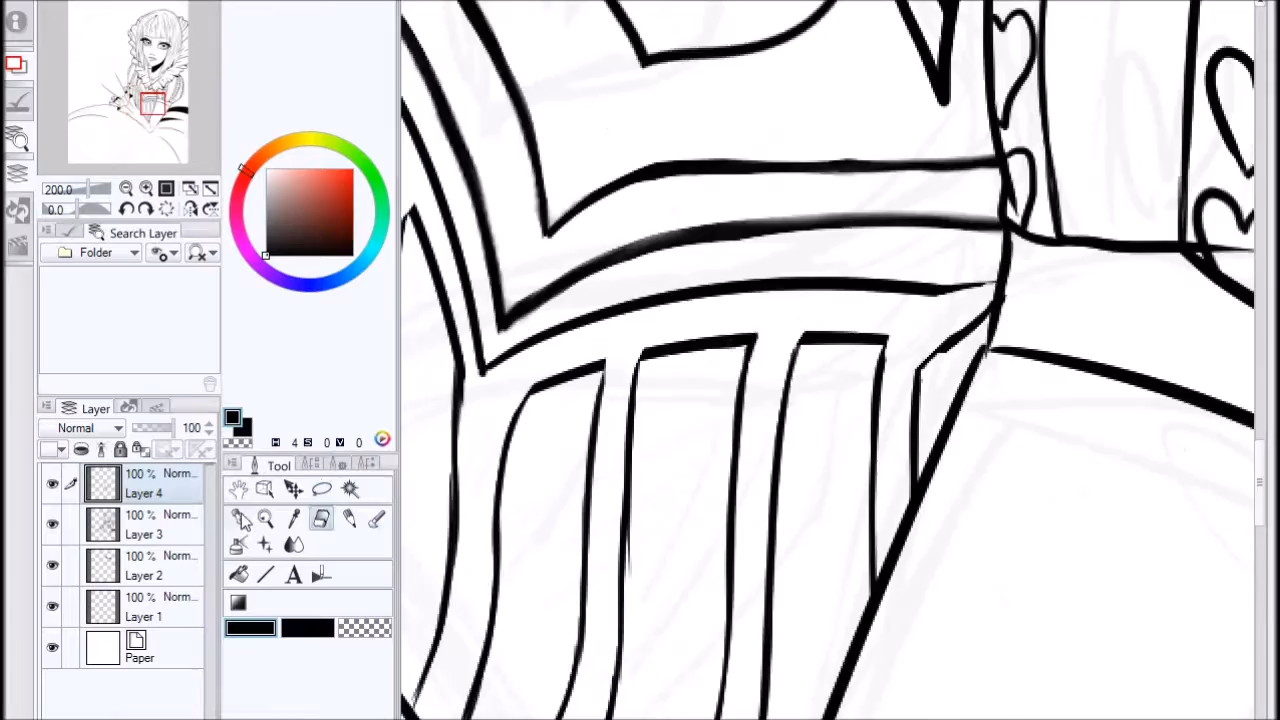 200.0
0.0
Search Layer
Folder
Layer
Normal
100
H 4 S 0 V 0
Tool
100 % Norm...
Layer 4
100 % Norm...
Layer 3
100 % Norm...
Layer 2
100 % Norm...
Layer 1
Paper
A